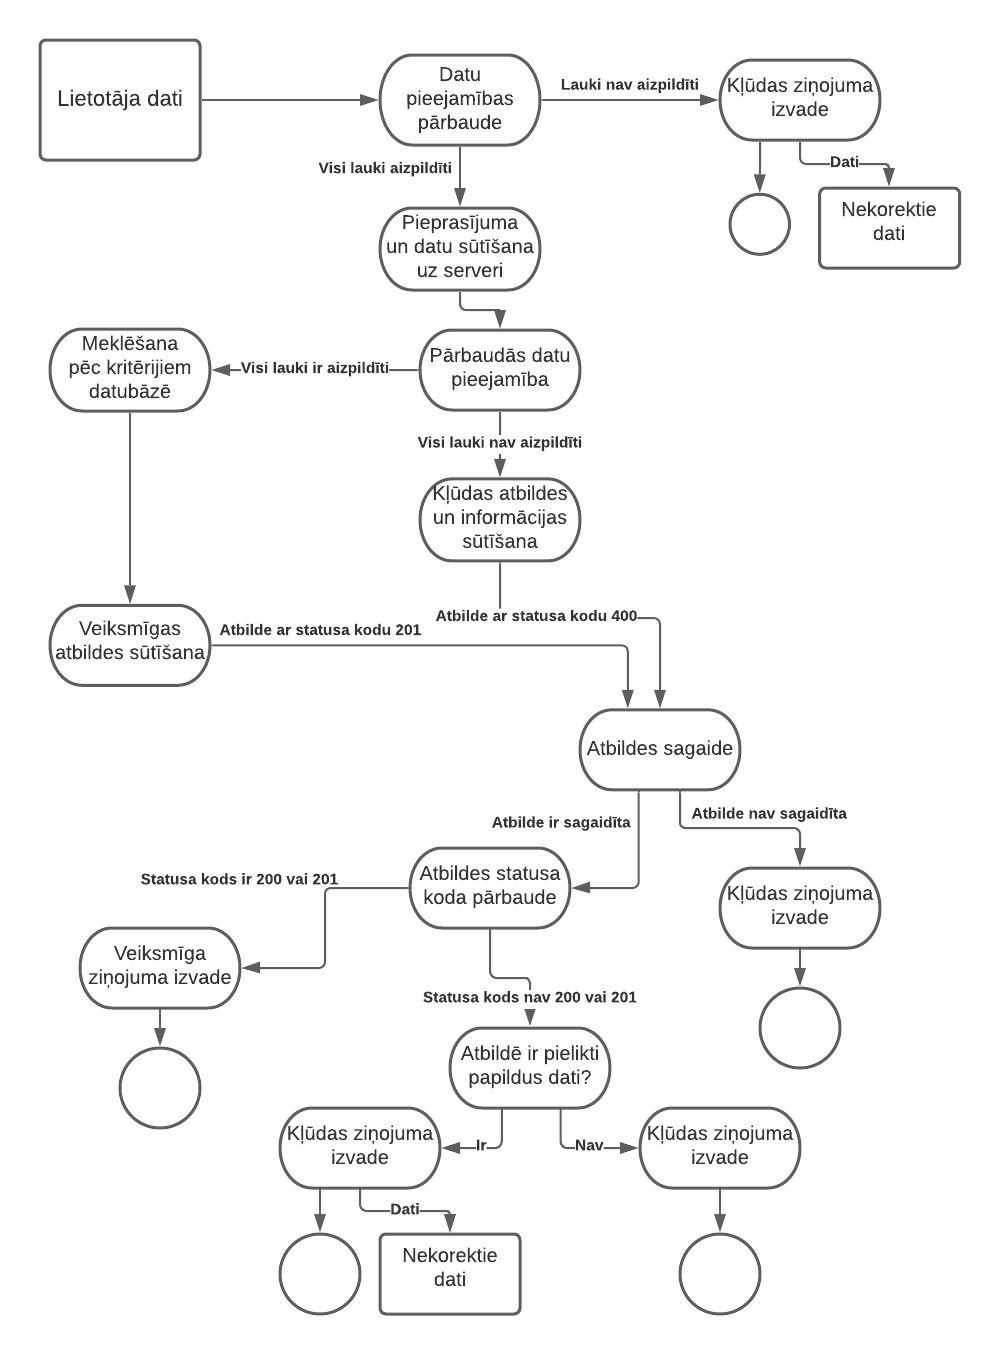 Lietotāja dati
Datu
pieejamības
pārbaude
Lauki nav aizpildīti
Kļūdas ziņojuma
izvade
Visi lauki aizpildīti
Dati
Nekorektie
dati
Pieprasījuma
un datu sūtīšana
uz serveri
Meklēšana
pēc kritērijiem
datubāzē
Visi lauki ir aizpildīti
Pārbaudās datu
pieejamība
Visi lauki nav aizpildīti
Kļūdas atbildes
un informācijas
sūtīšana
Veiksmīgas
atbildes sūtīšana
Atbilde ar statusa kodu 201
Atbilde ar statusa kodu 400
Atbildes sagaide
Atbilde ir sagaidīta
Atbilde nav sagaidīta
Atbildes statusa
koda pārbaude
Kļūdas ziņojuma
izvade
Statusa kods ir 200 vai 201
Veiksmīga
ziņojuma izvade
Statusa kods nav 200 vai 201
Atbildē ir pielikti
papildus dati?
Kļūdas ziņojuma
izvade
Ir
Nav
Kļūdas ziņojuma
izvade
Dati
Nekorektie
dati